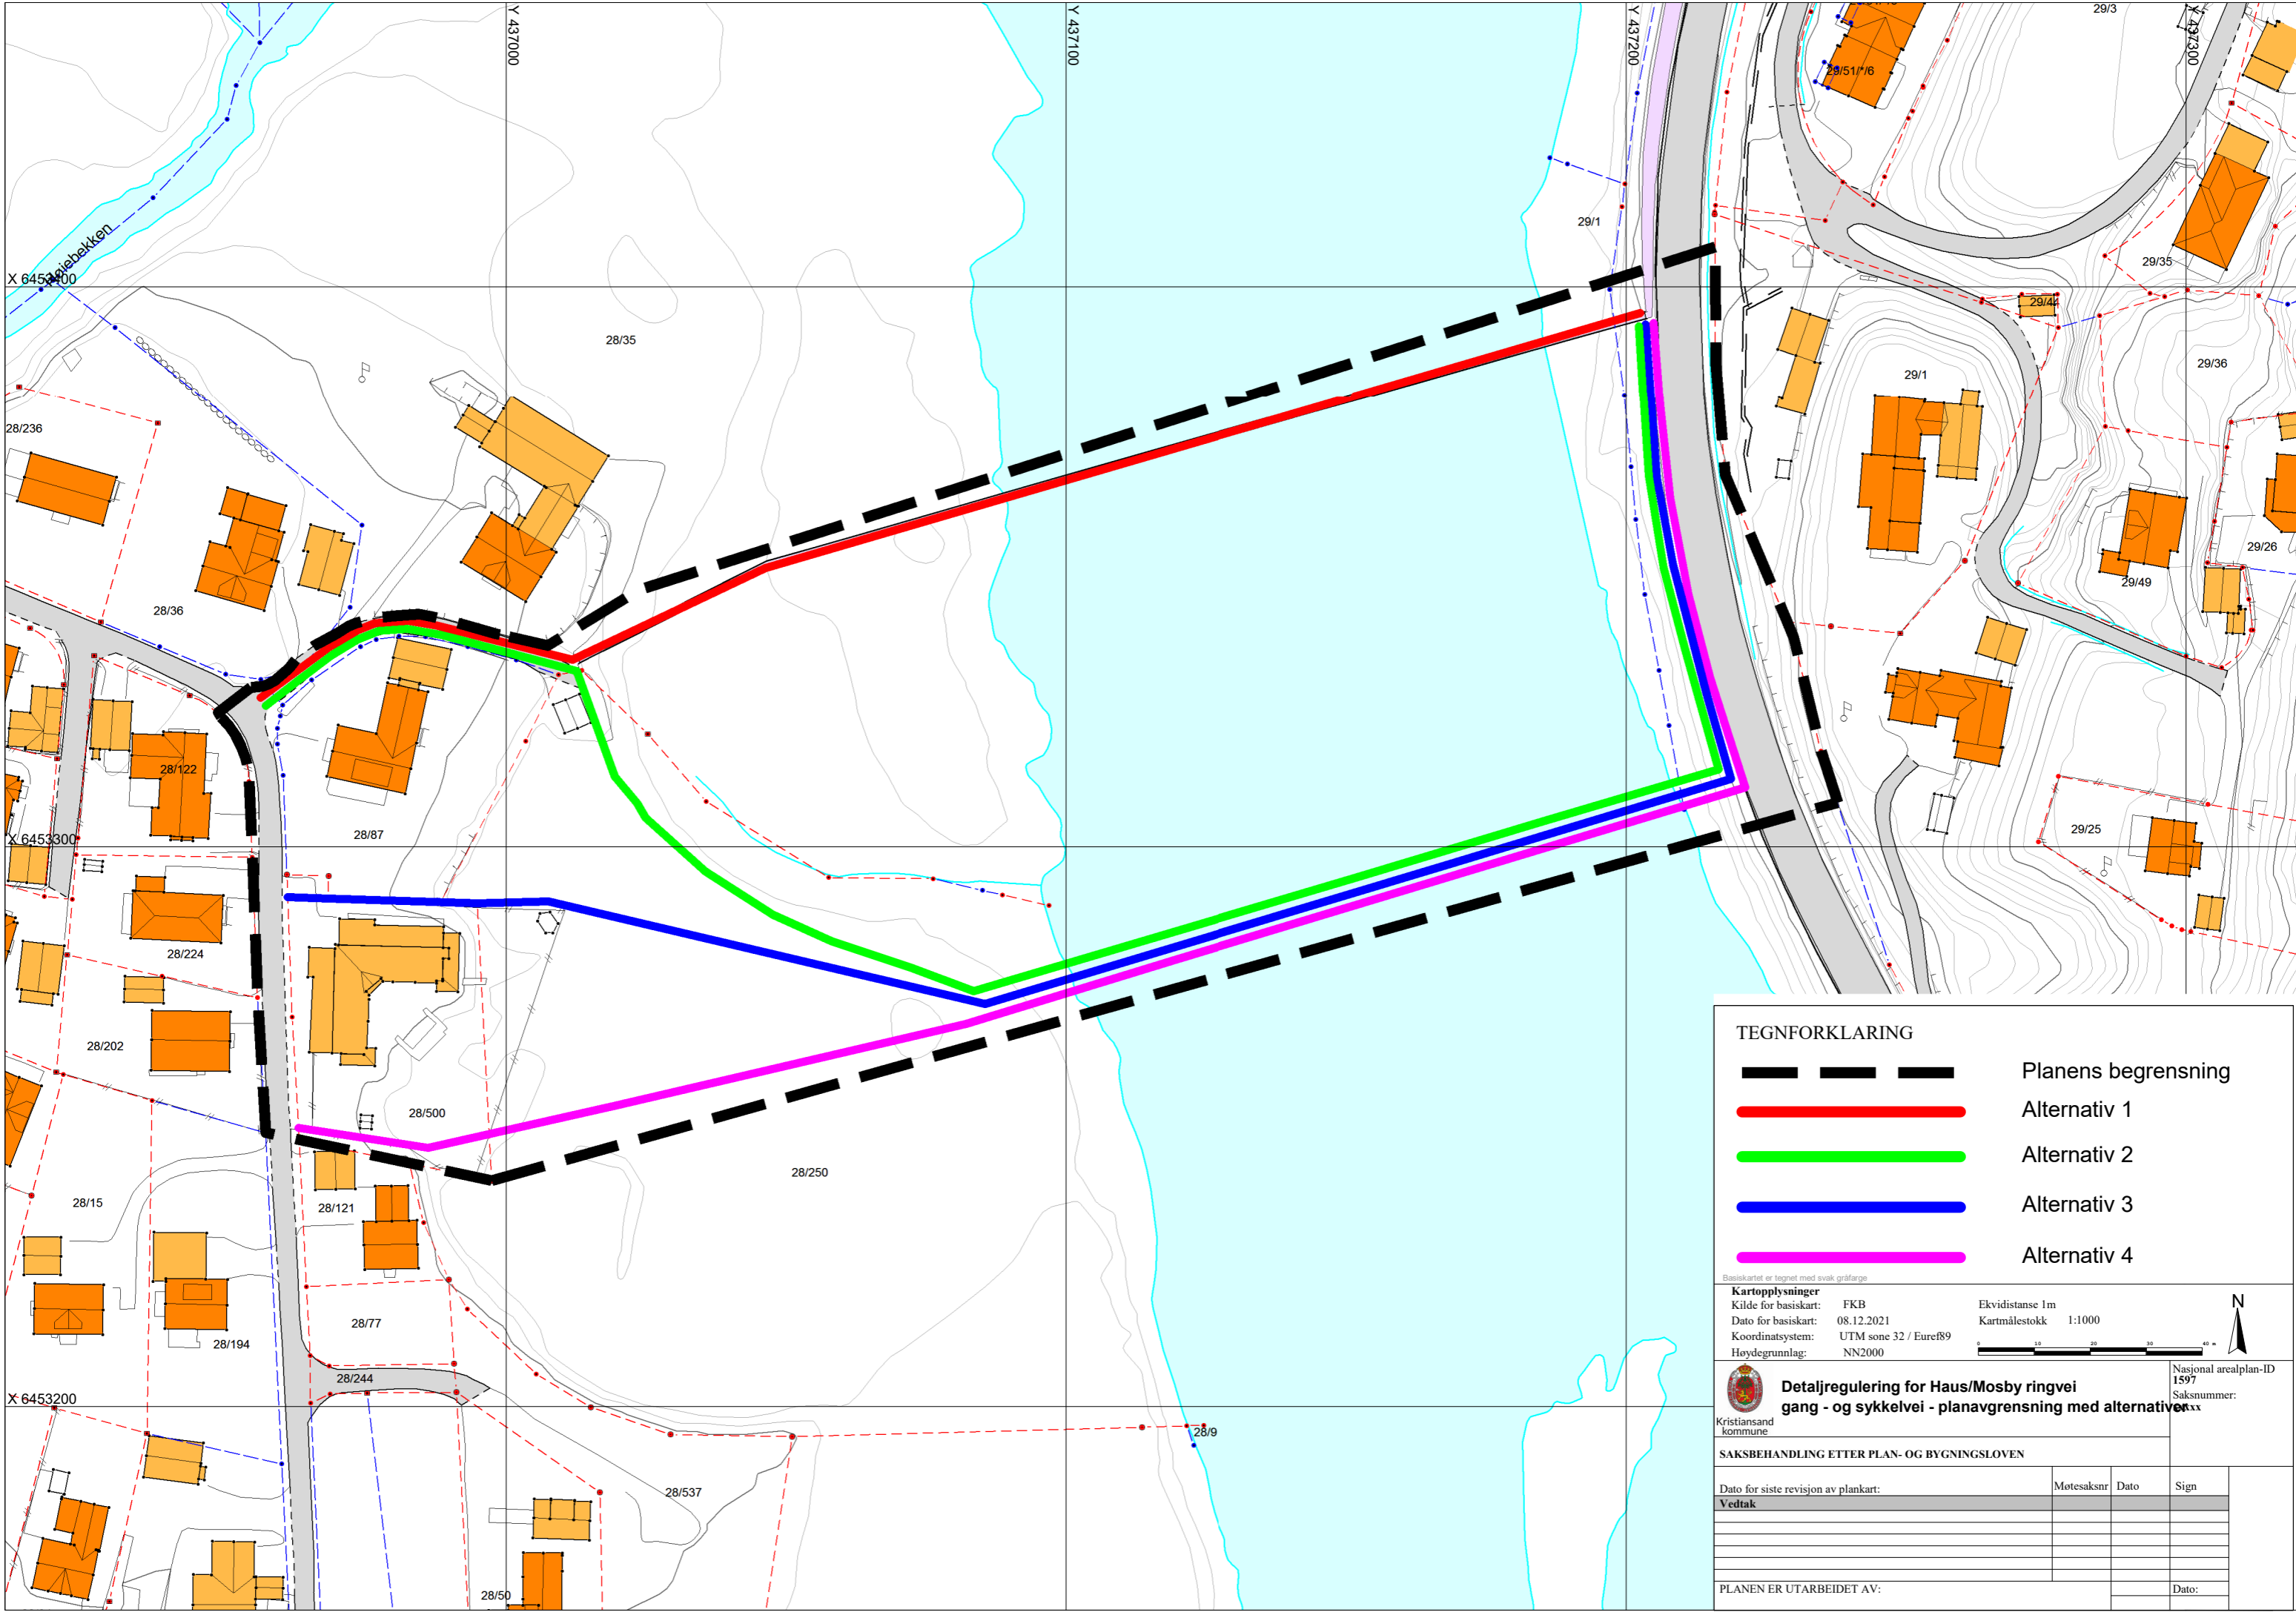 29/3
Y 437000
Y 437100
Y 437200
Y 437300
29/51/*/6
29/1
29/35
X 6453400
29/44
28/35
29/36
29/1
28/236
29/26
29/49
28/36
28/122
X 6453300
28/87
29/25
28/224
28/202
28/500
28/250
28/15
28/121
28/77
28/194
28/244
X 6453200
28/9
28/537
28/50
TEGNFORKLARING
Planens begrensning
Alternativ 1
Alternativ 2
Alternativ 3
Alternativ 4
Basiskartet er tegnet med svak gråfarge
Kartopplysninger
Kilde for basiskart: FKB
Dato for basiskart: 08.12.2021
Koordinatsystem: UTM sone 32 / Euref89
Høydegrunnlag: NN2000
Ekvidistanse 1m
Kartmålestokk 1:1000
0 10 20 30 40 m
N
Kristiansand
kommune
Detaljregulering for Haus/Mosby ringvei
gang - og sykkelvei - planavgrensning med alternativer
Nasjonal arealplan-ID
1597
Saksnummer:
SAKSBEHANDLING ETTER PLAN- OG BYGNINGSLOVEN
Dato for siste revisjon av plankart:
Møtesaksnr Dato Sign
Vedtak
PLANEN ER UTARBEIDET AV:
Dato: